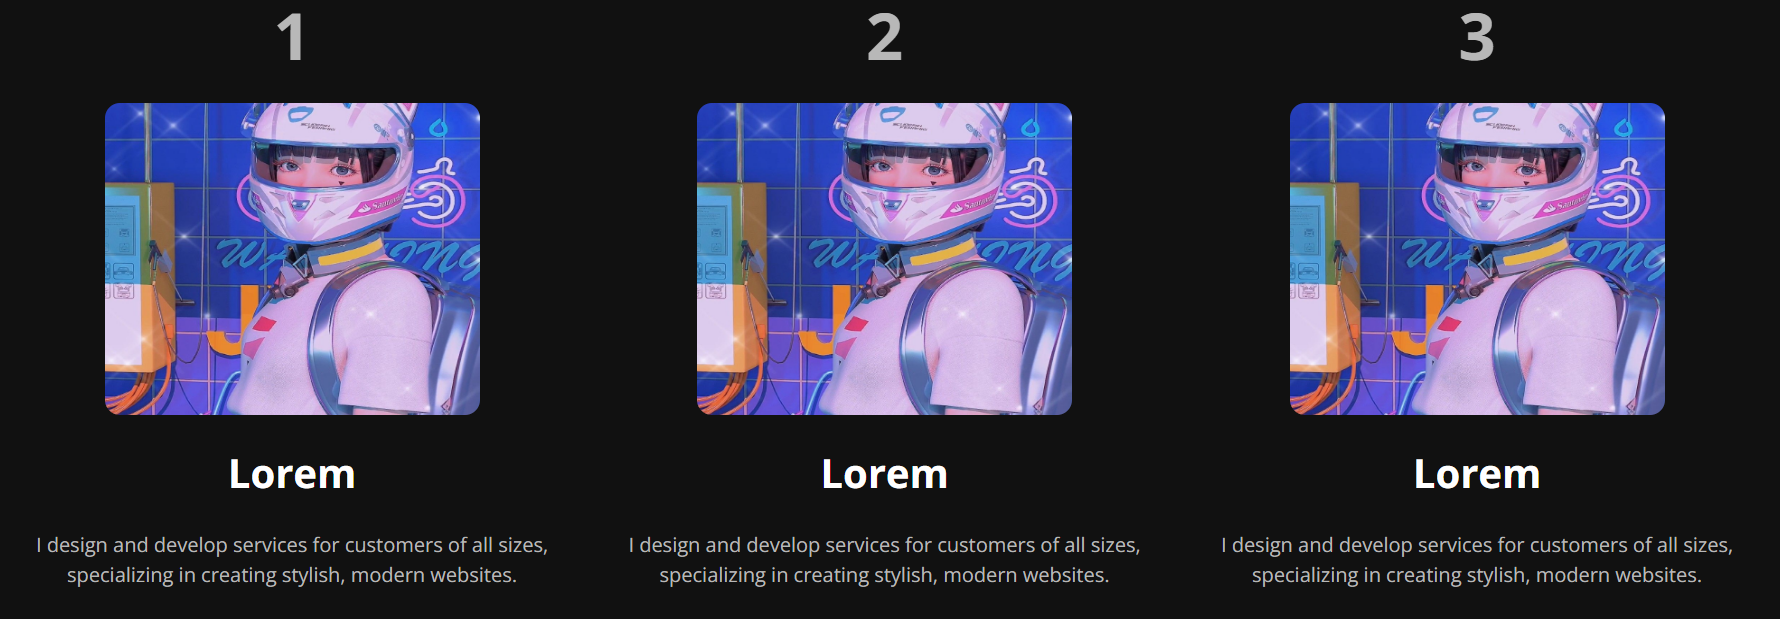 1
2
3
Lorem
Lorem
Lorem
I design and develop services for customers of all sizes,
specializing in creating stylish, modern websites.
I design and develop services for customers of all sizes,
specializing in creating stylish, modern websites.
I design and develop services for customers of all sizes,
specializing in creating stylish, modern websites.